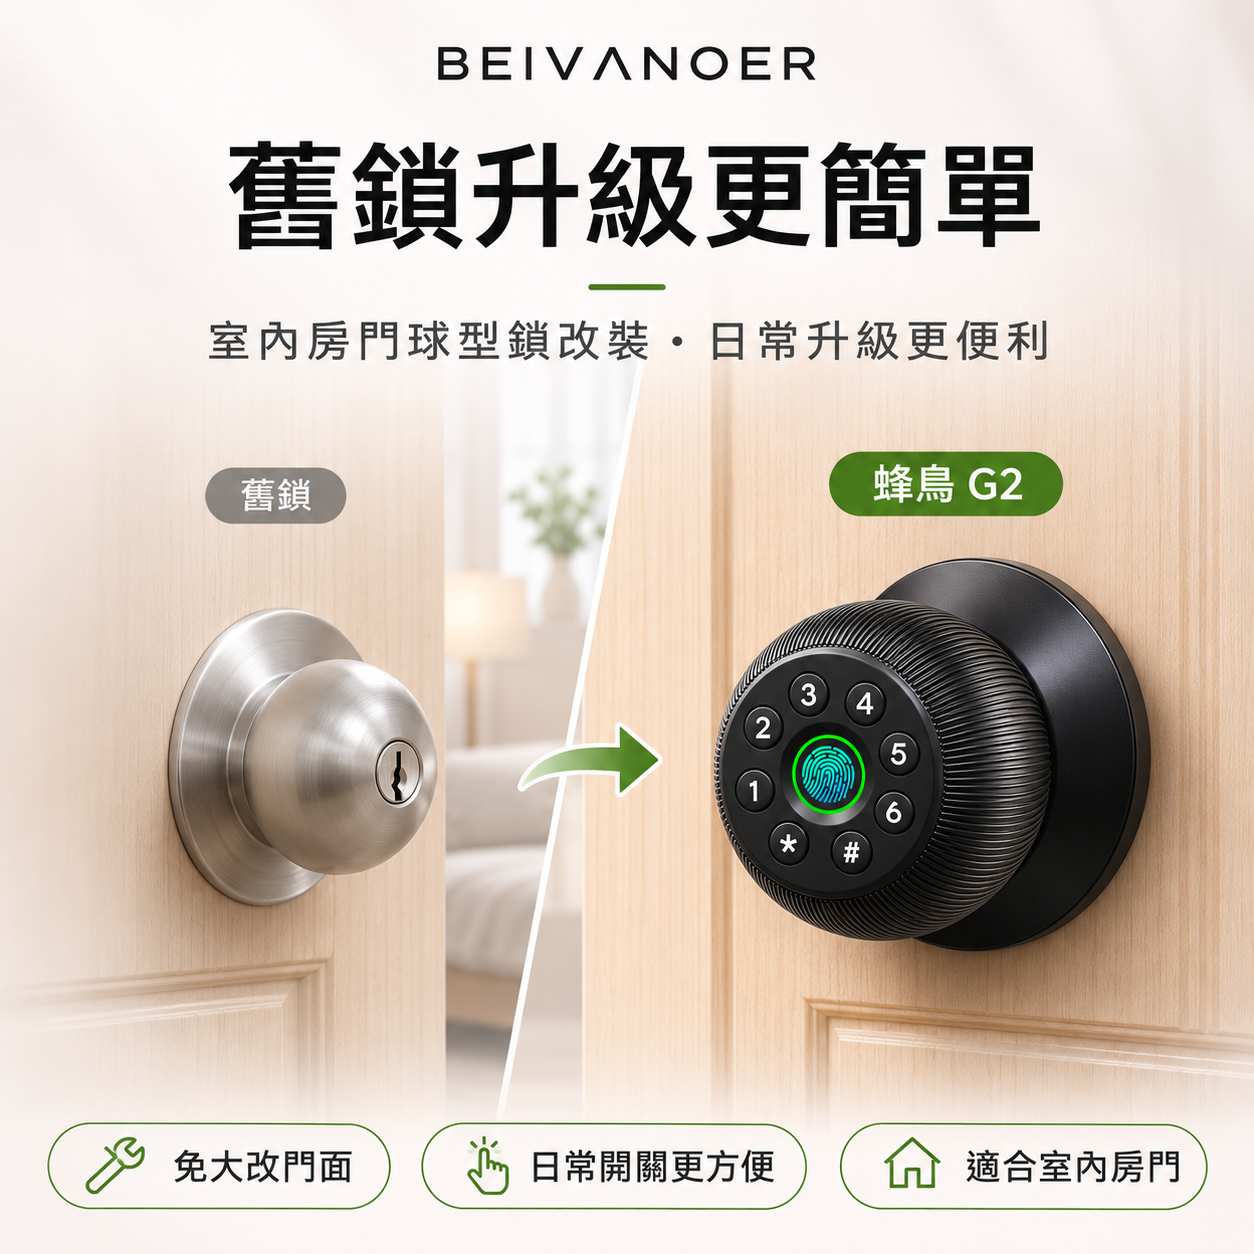 BEIVANOER
舊鎖升級更簡單
室內房門球型鎖改裝・日常升級更便利
舊鎖
蜂鳥 G2
3 4
2 5
1 6
* #
免大改門面
日常開關更方便
適合室內房門